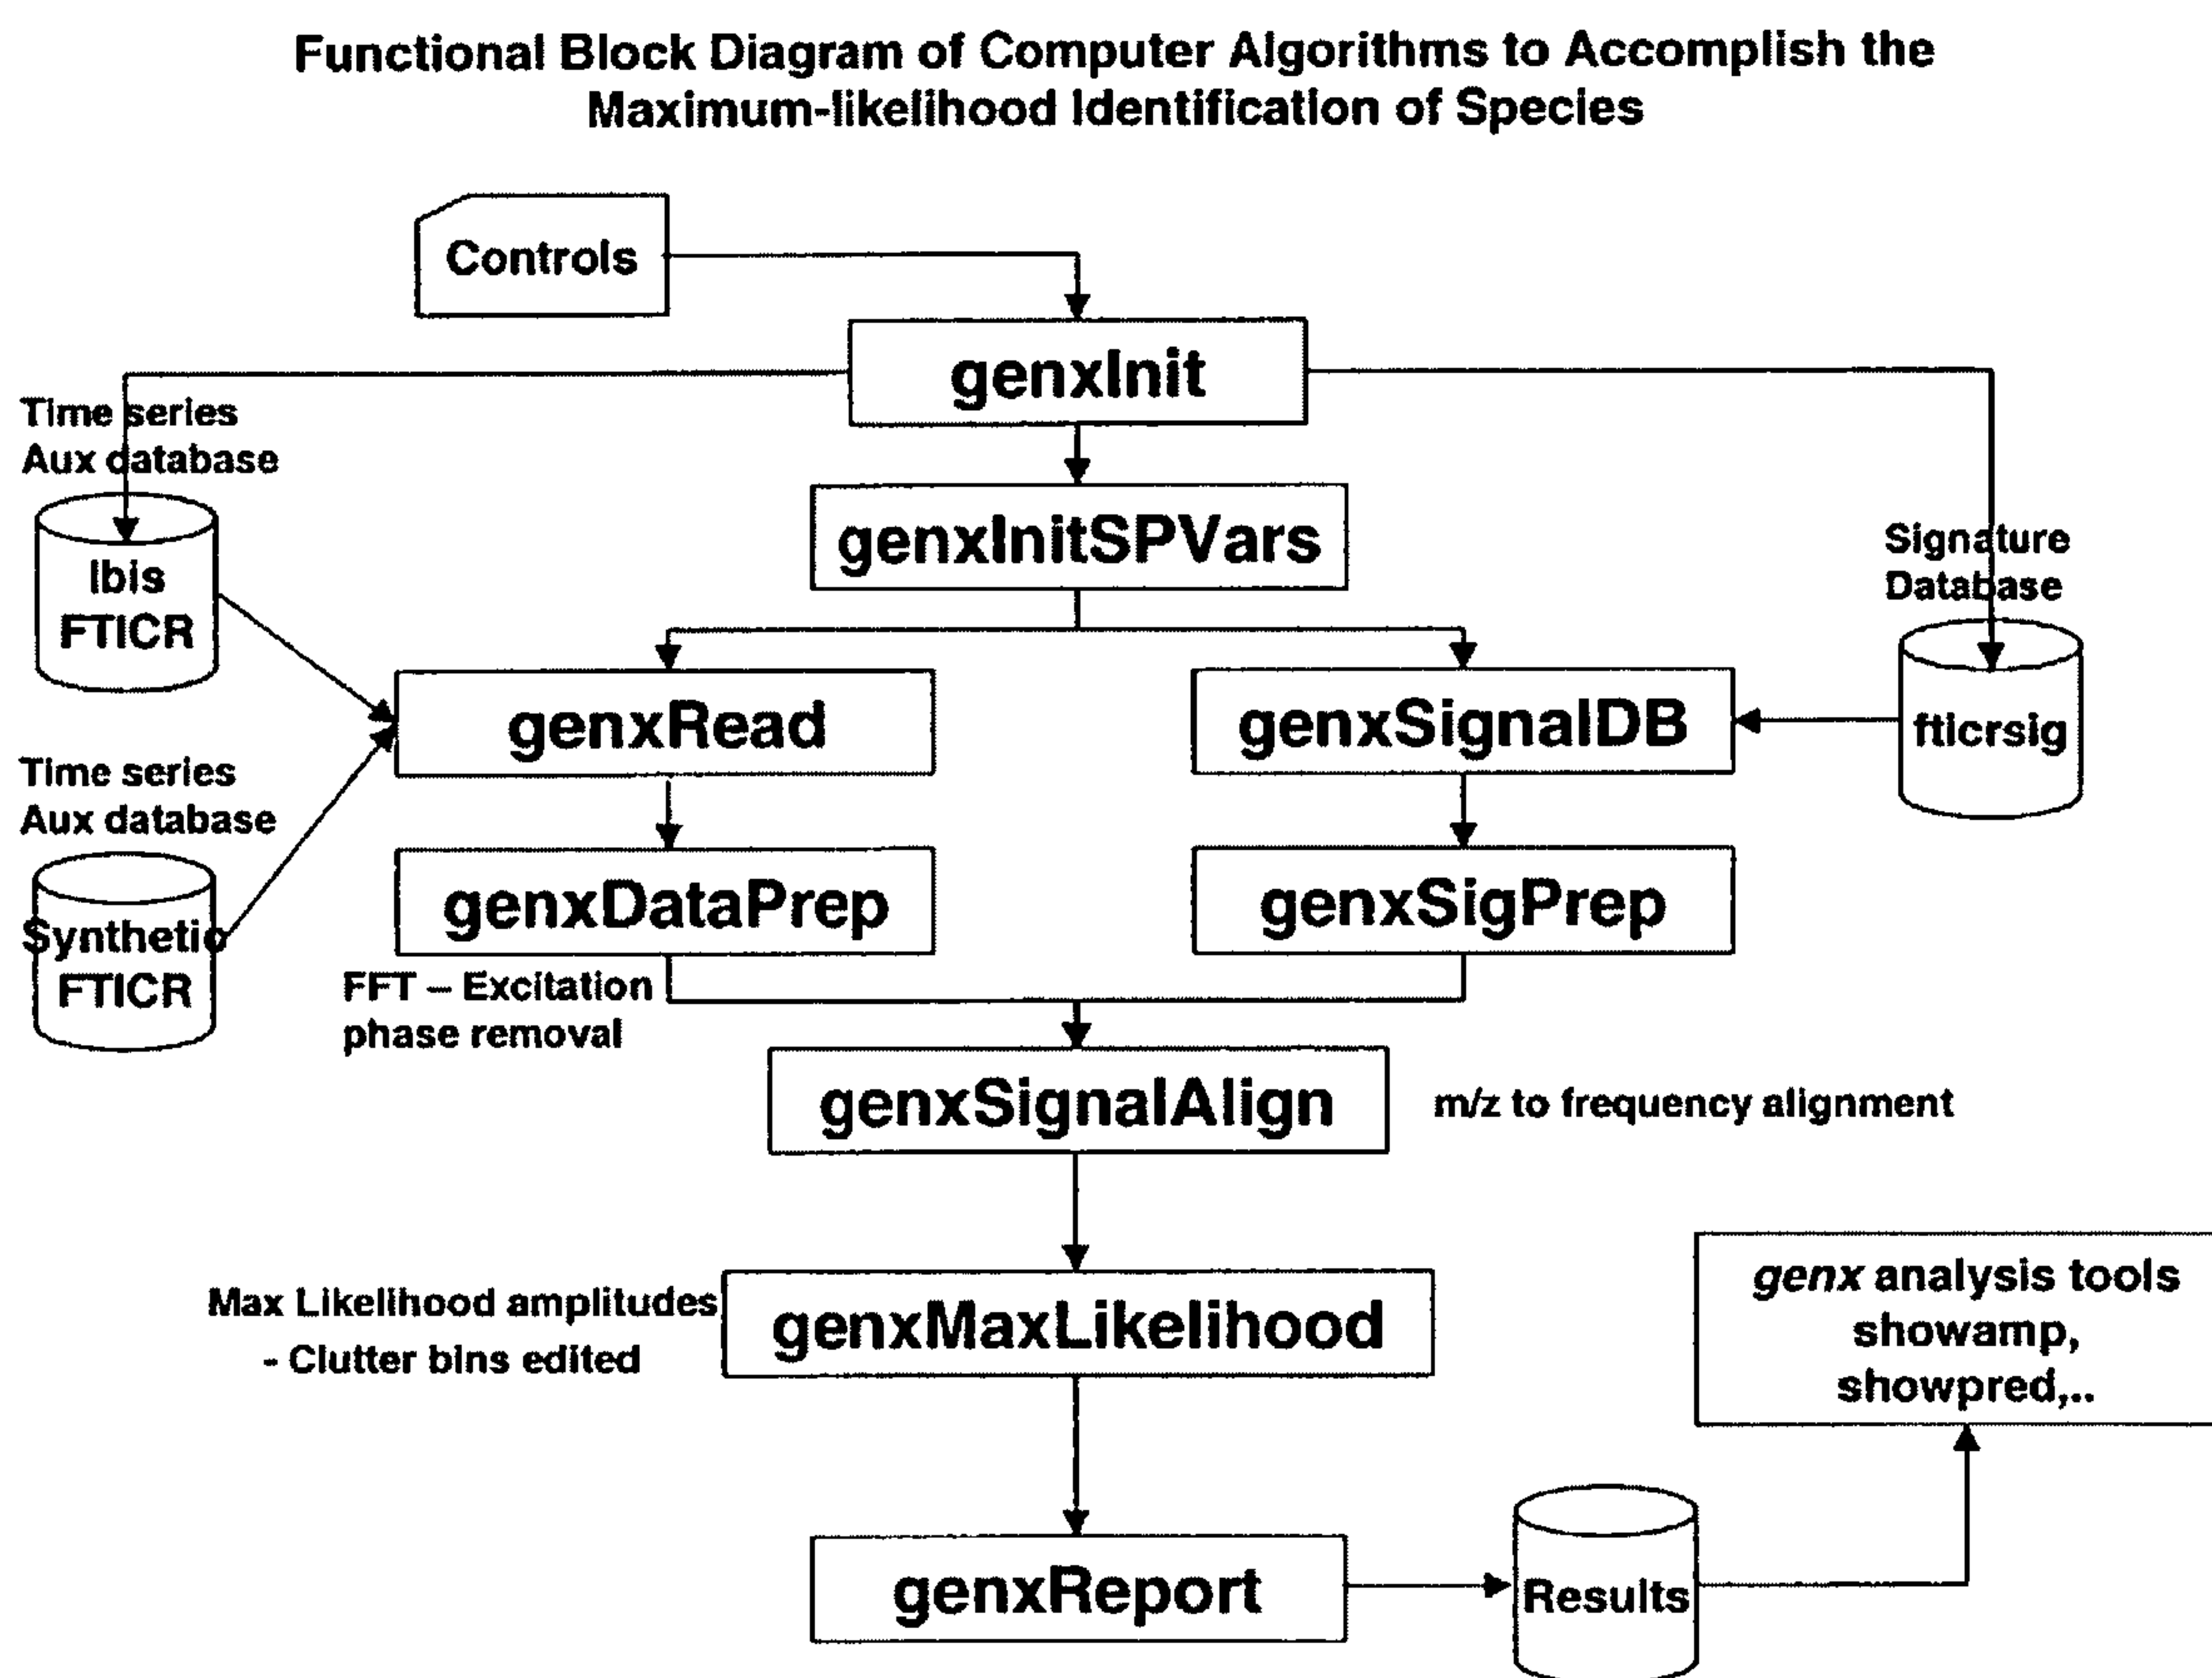 Functional Block Diagram of Computer Algorithms to Accomplish the
Maximum-likelihood Identification of Species
Controls
genxInit
Time series
Aux database
Ibis
FTICR
genxInitSPVars
Signature
Database
fticrsig
genxRead
genxSignalDB
Time series
Aux database
Synthetic
FTICR
genxDataPrep
genxSigPrep
FFT – Excitation
phase removal
genxSignalAlign
m/z to frequency alignment
Max Likelihood amplitudes
- Clutter bins edited
genxMaxLikelihood
genx analysis tools
showamp,
showpred,..
genxReport
Results